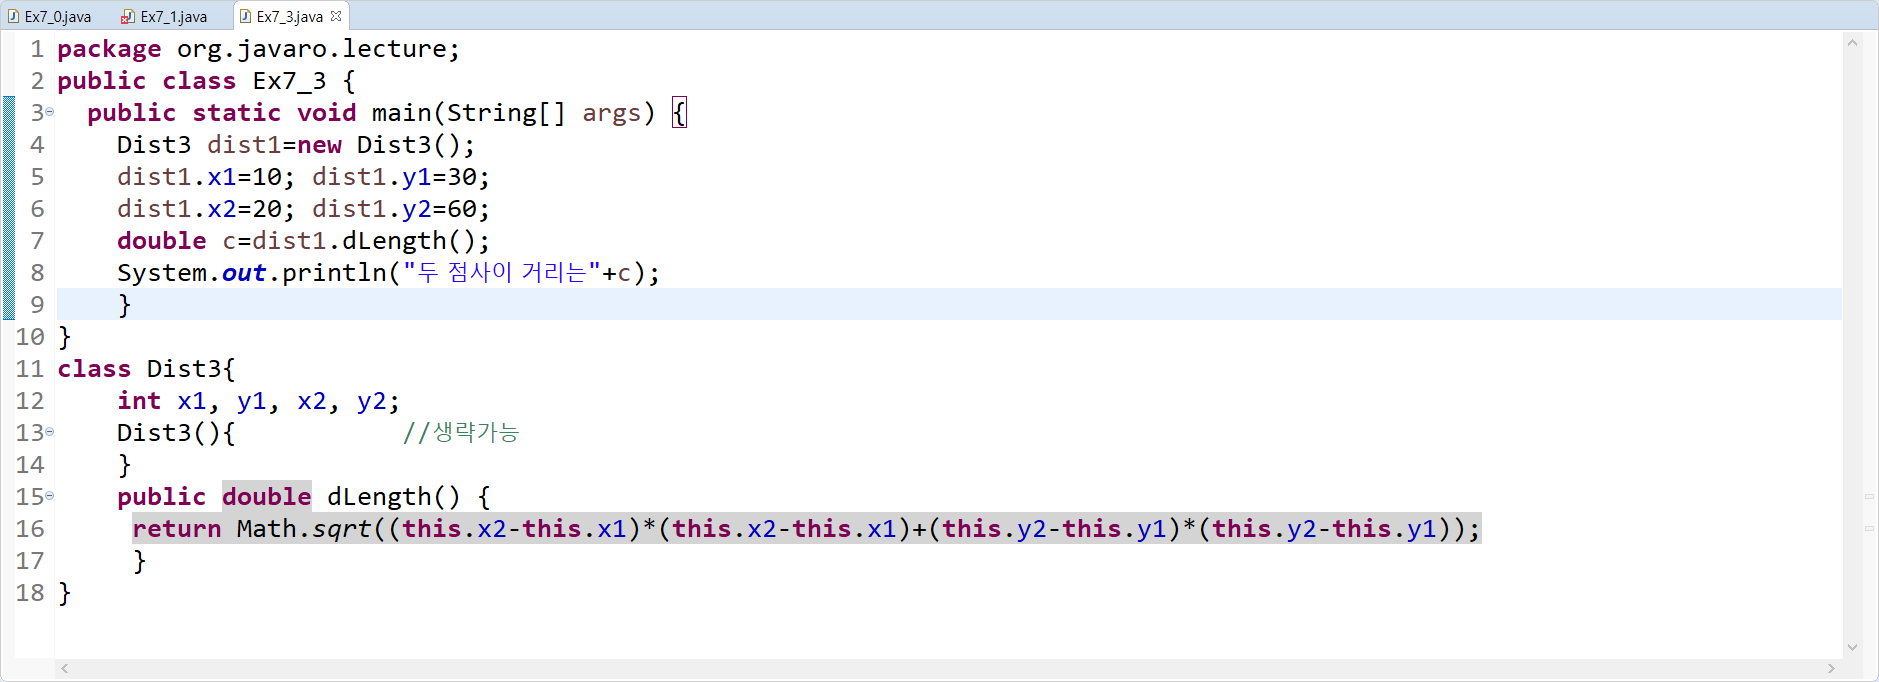 Ex7_0.java Ex7_1.java Ex7_3.java
1 package org.javaro.lecture;
2 public class Ex7_3 {
3 public static void main(String[] args) {
4 Dist3 dist1=new Dist3();
5 dist1.x1=10; dist1.y1=30;
6 dist1.x2=20; dist1.y2=60;
7 double c=dist1.dLength();
8 System.out.println("두 점사이 거리는"+c);
9 }
10 }
11 class Dist3{
12 int x1, y1, x2, y2;
13 Dist3(){ //생략가능
14 }
15 public double dLength() {
16 return Math.sqrt((this.x2-this.x1)*(this.x2-this.x1)+(this.y2-this.y1)*(this.y2-this.y1));
17 }
18 }